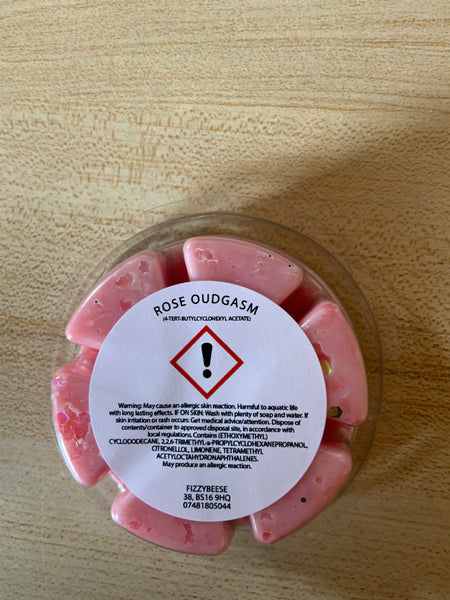 ROSE OUDGASM
(4-TERT-BUTYLCYCLOHEXYL ACETATE)
!
Warning: May cause an allergic skin reaction. Harmful to aquatic life
with long lasting effects. IF ON SKIN: Wash with plenty of soap and water. If
skin irritation or rash occurs: Get medical advice/attention. Dispose of
contents/container to approved disposal site, in accordance with
local regulations. Contains (ETHOXYMETHYL)
CYCLODODECANE, 2,2,6-TRIMETHYL-a-PROPYLCYCLOHEXANEPROPANOL,
CITRONELLOL, LIMONENE, TETRAMETHYL
ACETYLOCTAHYDRONAPHTHALENES.
May produce an allergic reaction.
FIZZYBEESE
38, BS16 9HQ
07481805044